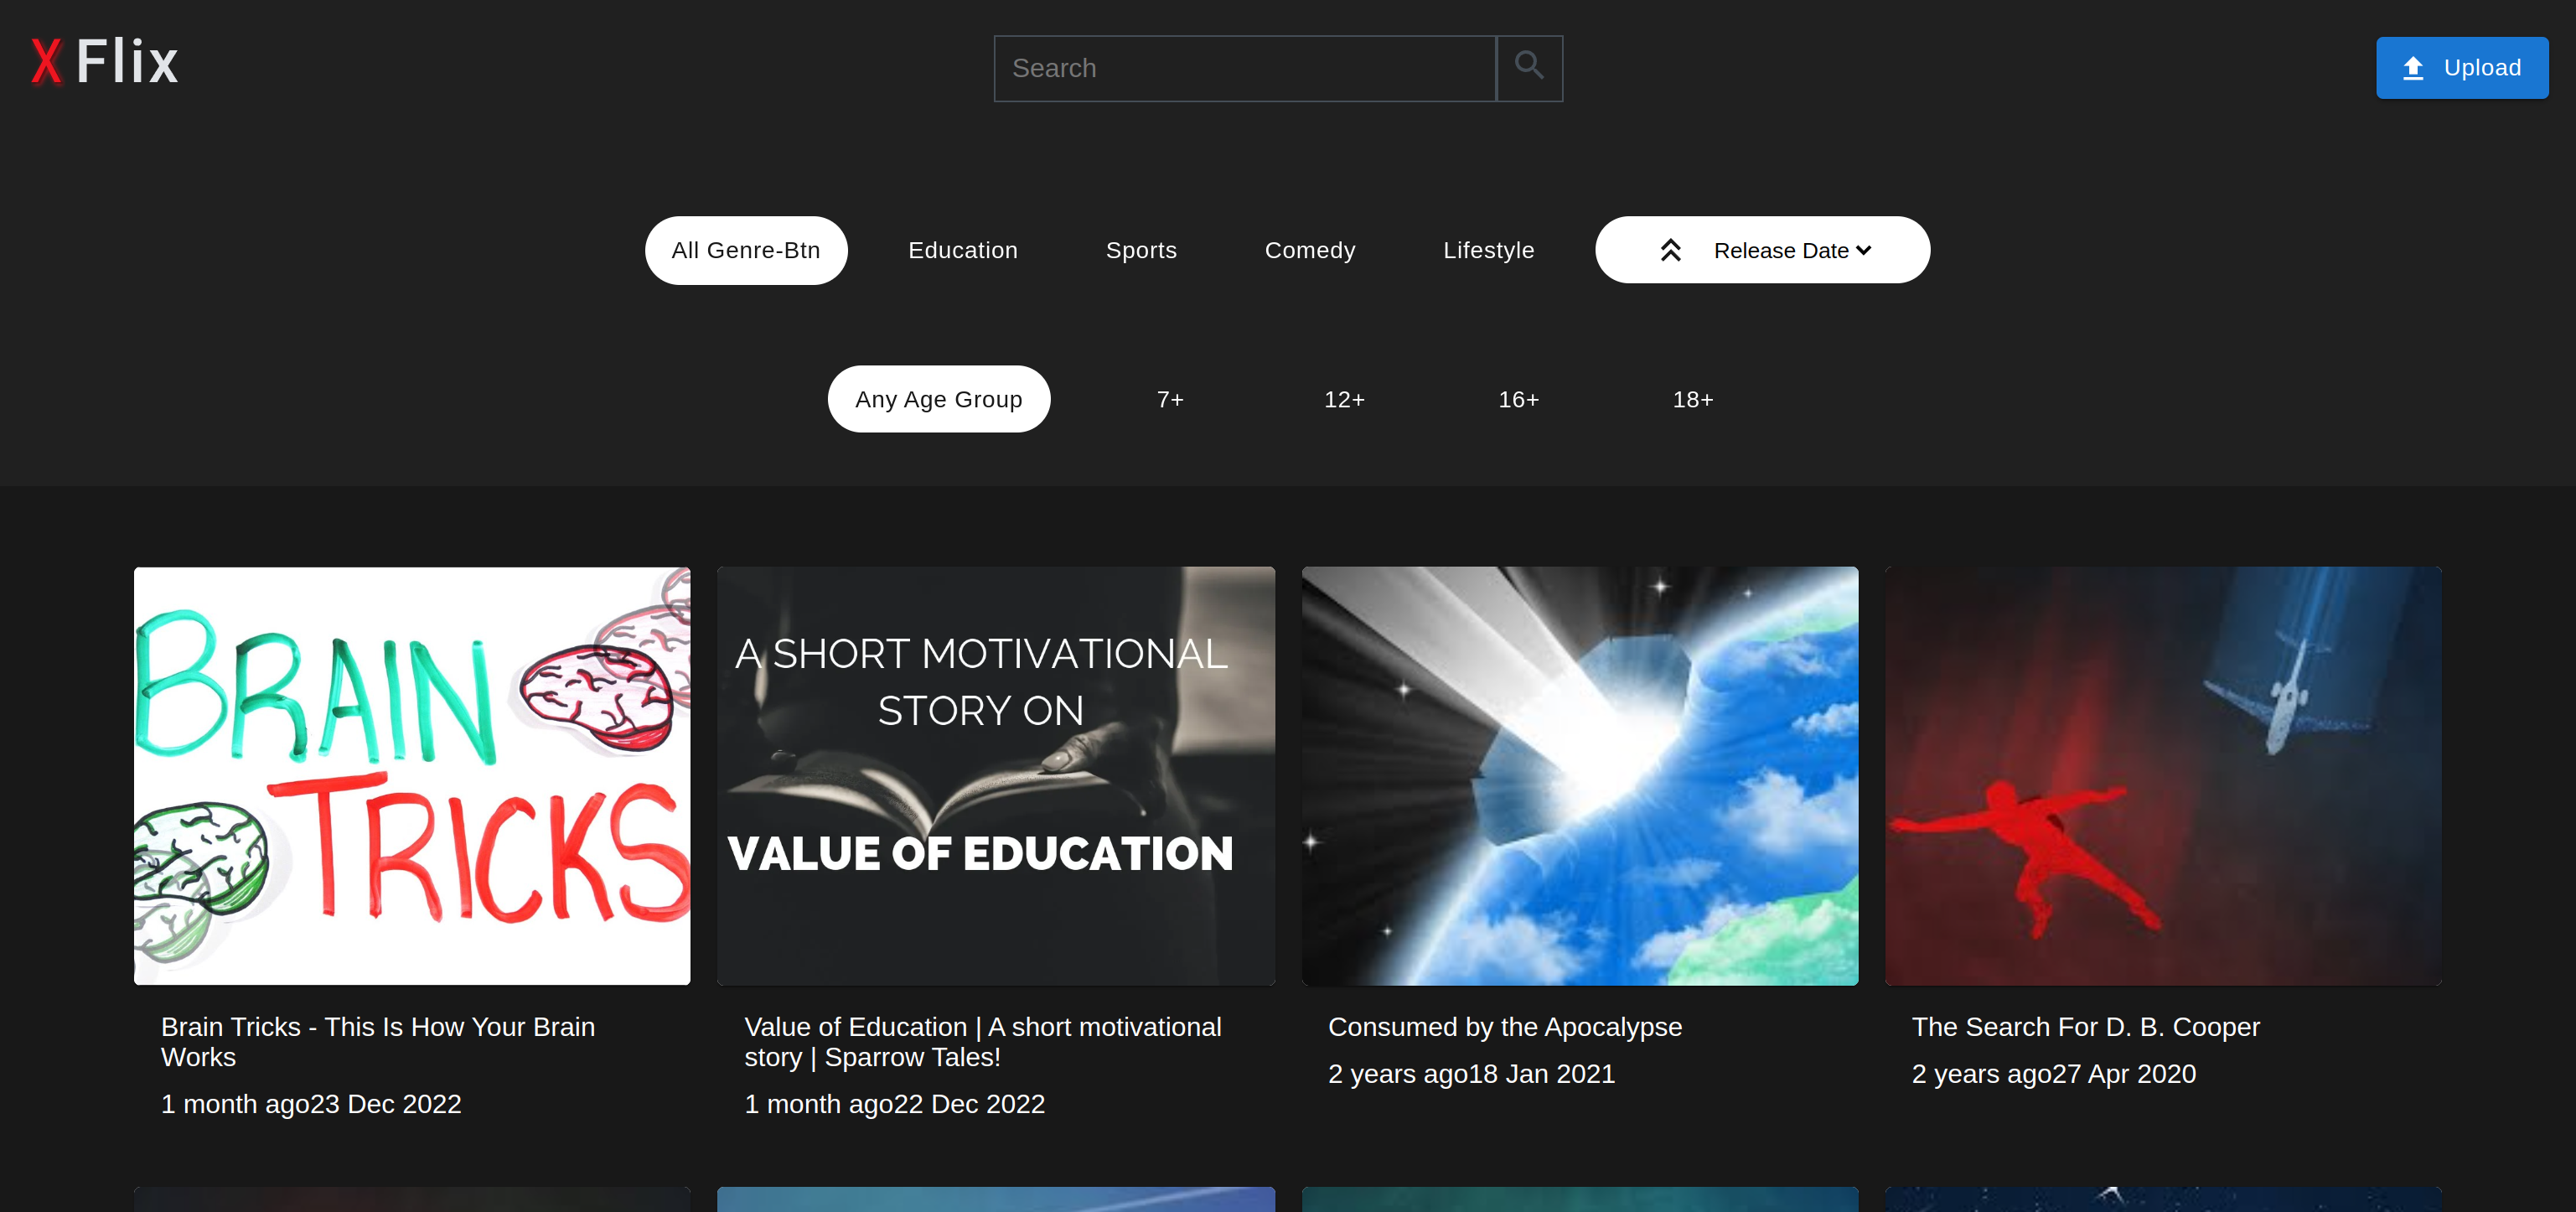 X Flix
Search
Upload
All Genre-Btn Education Sports Comedy Lifestyle Release Date
Any Age Group 7+ 12+ 16+ 18+
BRAIN
TRICKS
A SHORT MOTIVATIONAL
STORY ON
VALUE OF EDUCATION
Brain Tricks - This Is How Your Brain
Works
1 month ago23 Dec 2022
Value of Education | A short motivational
story | Sparrow Tales!
1 month ago22 Dec 2022
Consumed by the Apocalypse
2 years ago18 Jan 2021
The Search For D. B. Cooper
2 years ago27 Apr 2020